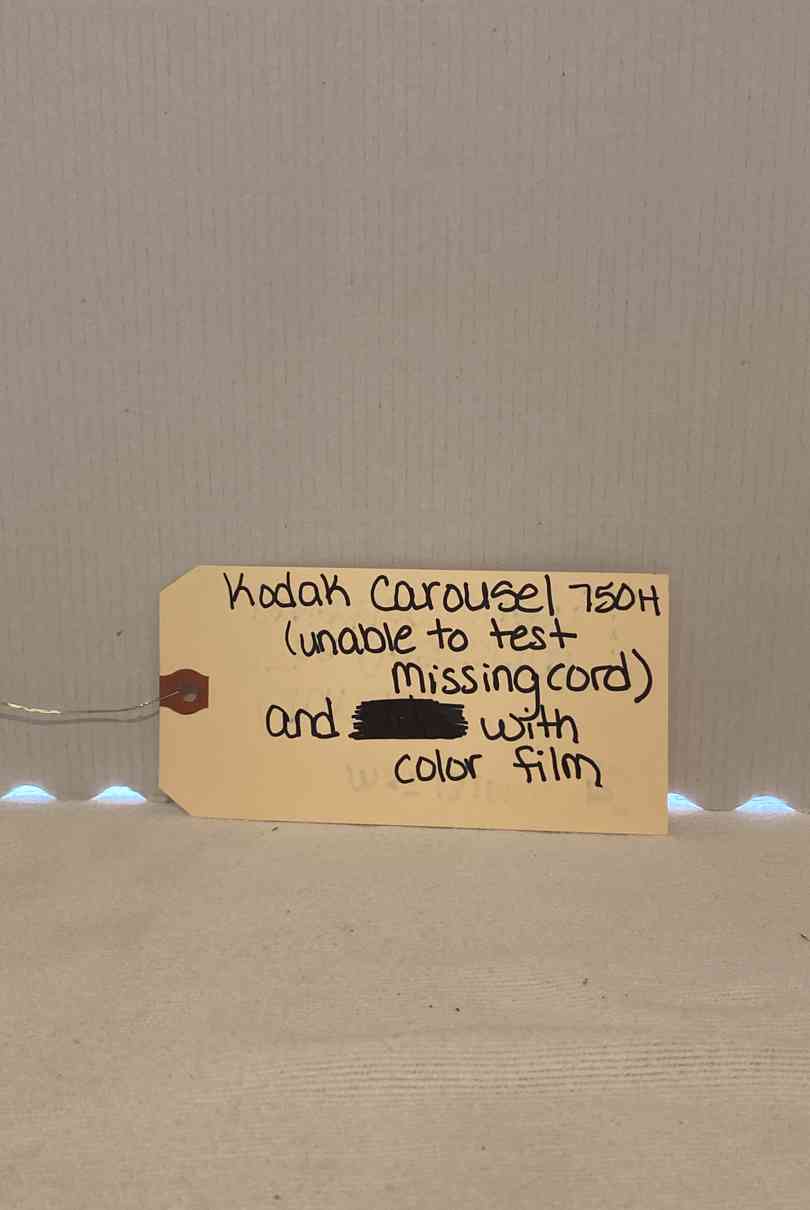 Kodak Carousel 750H
(unable to test
missing cord)
and with
color film